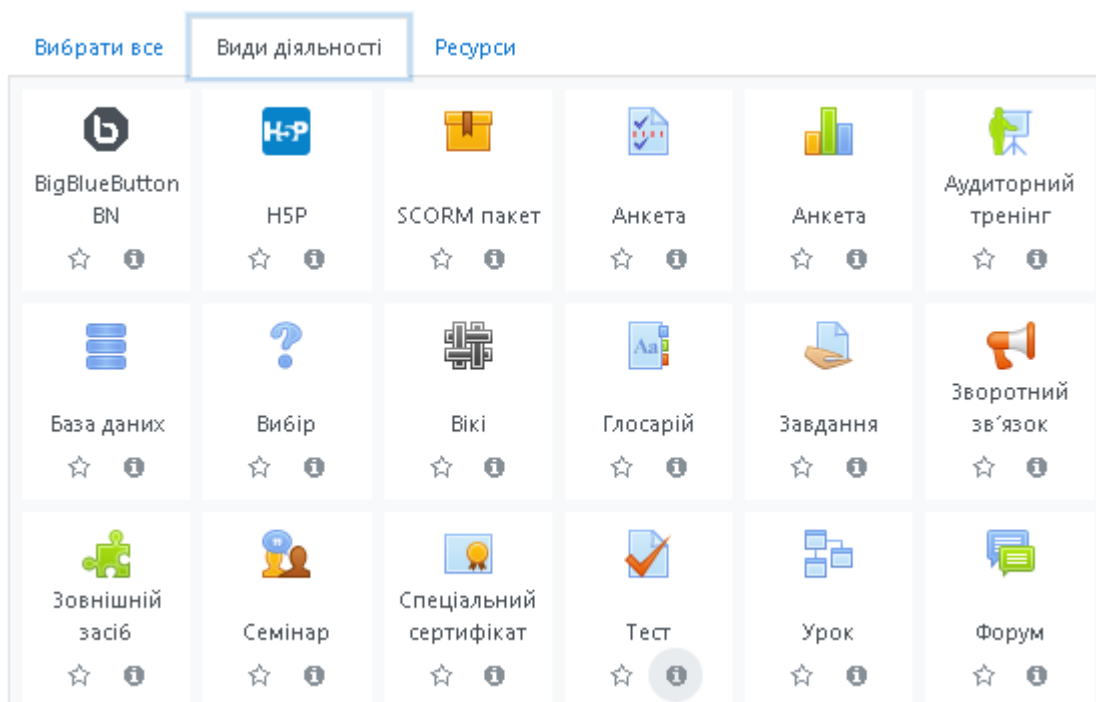 Вибрати все
Види діяльності
Ресурси
BigBlueButton
BN
H5P
SCORM пакет
Анкета
Анкета
Аудиторний
тренінг
База даних
Вибір
Вікі
Глосарій
Завдання
Зворотний
зв´язок
Зовнішній
засіб
Семінар
Спеціальний
сертифікат
Тест
Урок
Форум